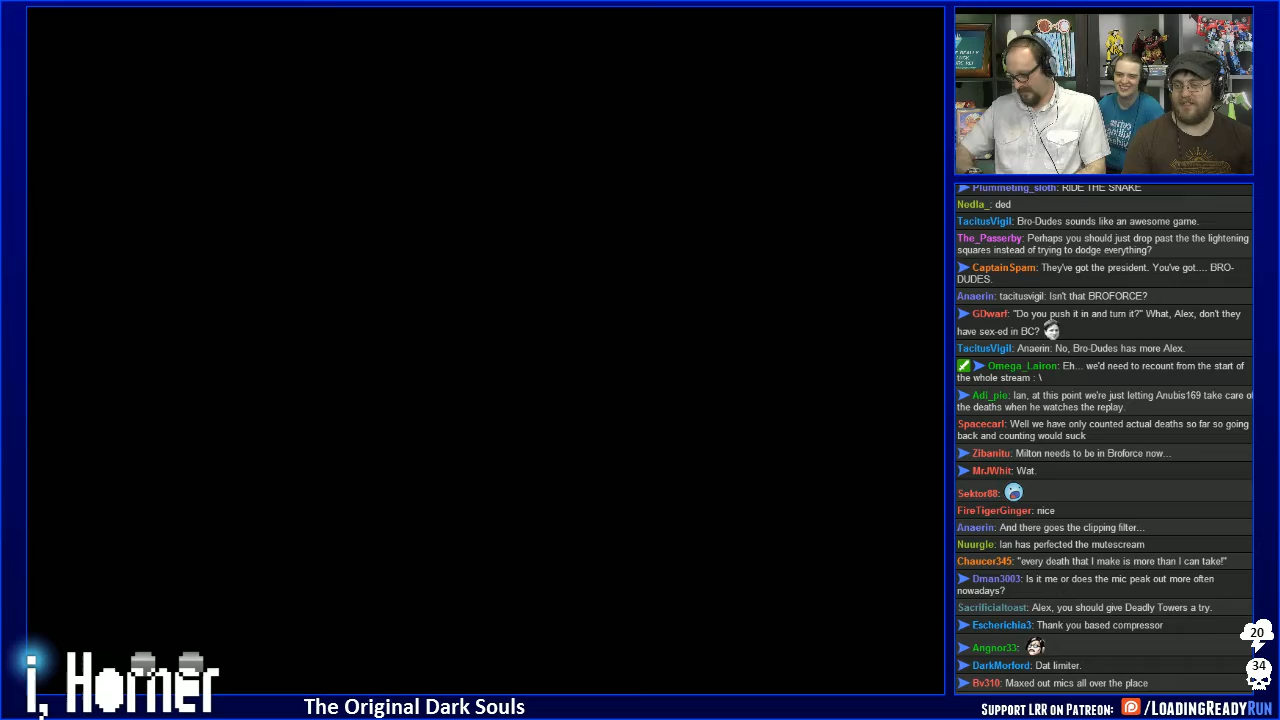 Plummeting_sloth: RIDE THE SNAKE
Nedla_: ded
TacitusVigil: Bro-Dudes sounds like an awesome game.
The_Passerby: Perhaps you should just drop past the the lightening
squares instead of trying to dodge everything?
CaptainSpam: They've got the president. You've got.... BRO-
DUDES.
Anaerin: tacitusvigil: Isn't that BROFORCE?
GDwarf: "Do you push it in and turn it?" What, Alex, don't they
have sex-ed in BC?
TacitusVigil: Anaerin: No, Bro-Dudes has more Alex.
Omega_Lairon: Eh... we'd need to recount from the start of
the whole stream : \
Adi_pie: Ian, at this point we're just letting Anubis169 take care of
the deaths when he watches the replay.
Spacecarl: Well we have only counted actual deaths so far so going
back and counting would suck
Zibanitu: Milton needs to be in Broforce now...
MrJWhit: Wat.
Sektor88:
FireTigerGinger: nice
Anaerin: And there goes the clipping filter...
Nuurgle: Ian has perfected the mutescream
Chaucer345: "every death that I make is more than I can take!"
Dman3003: Is it me or does the mic peak out more often
nowadays?
Sacrificialtoast: Alex, you should give Deadly Towers a try.
Escherichia3: Thank you based compressor
20
Angnor33:
DarkMorford: Dat limiter.
34
Bv310: Maxed out mics all over the place
i, Horner
The Original Dark Souls
Support LRR on Patreon: /LoadingReadyRun